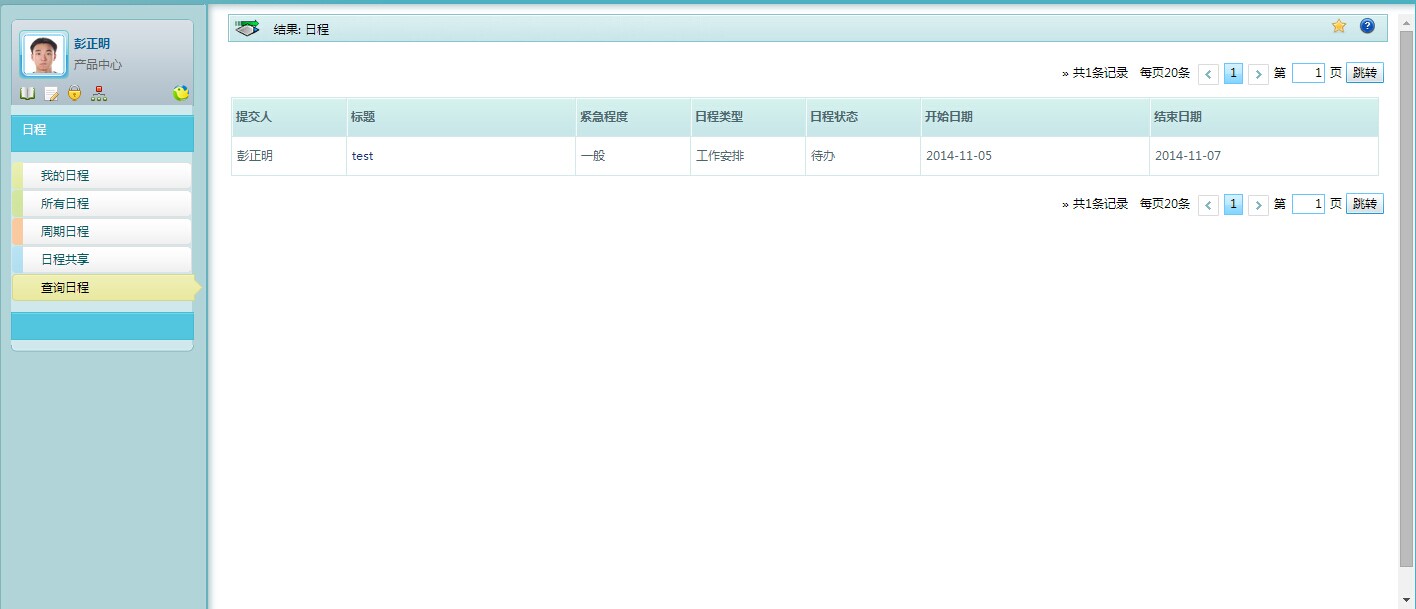 彭正明
产品中心
日程
我的日程
所有日程
周期日程
日程共享
查询日程
结果: 日程
» 共1条记录 每页20条 < 1 > 第 1 页 跳转
提交人 标题 紧急程度 日程类型 日程状态 开始日期 结束日期
彭正明 test 一般 工作安排 待办 2014-11-05 2014-11-07
» 共1条记录 每页20条 < 1 > 第 1 页 跳转